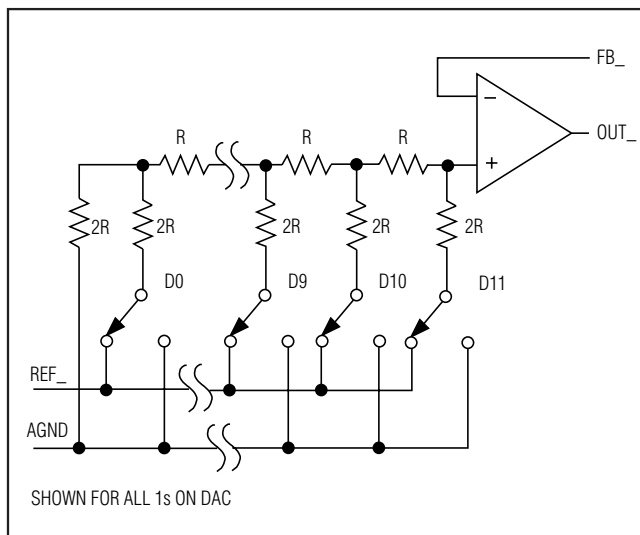 FB_
OUT_
R R R
− +
2R 2R 2R 2R 2R
D0 D9 D10 D11
REF_
AGND
SHOWN FOR ALL 1s ON DAC